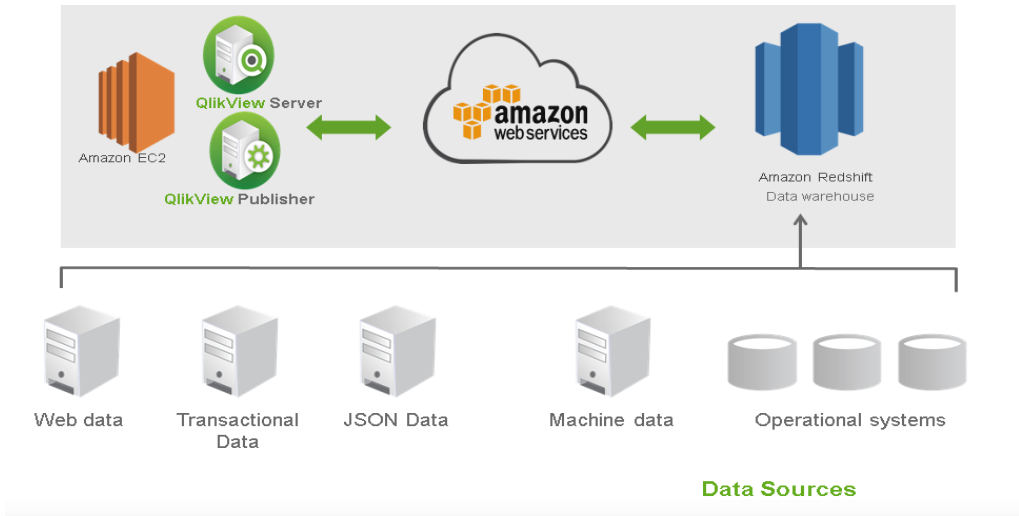 QlikView Server
Amazon EC2
QlikView Publisher
amazon
web services
Amazon Redshift
Data warehouse
Web data
Transactional
Data
JSON Data
Machine data
Operational systems
Data Sources